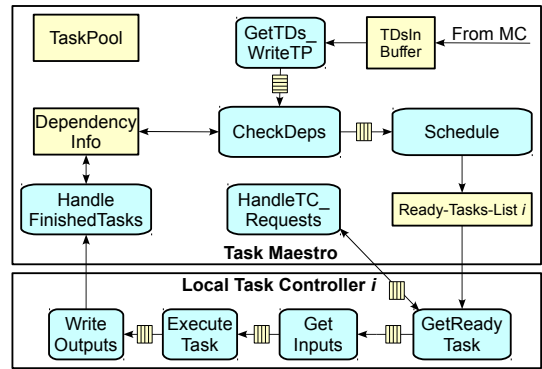 TaskPool
GetTDs_
WriteTP
TDsIn
Buffer
From MC
Dependency
Info
CheckDeps
Schedule
Handle
FinishedTasks
HandleTC_
Requests
Ready-Tasks-List i
Task Maestro
Local Task Controller i
Write
Outputs
Execute
Task
Get
Inputs
GetReady
Task